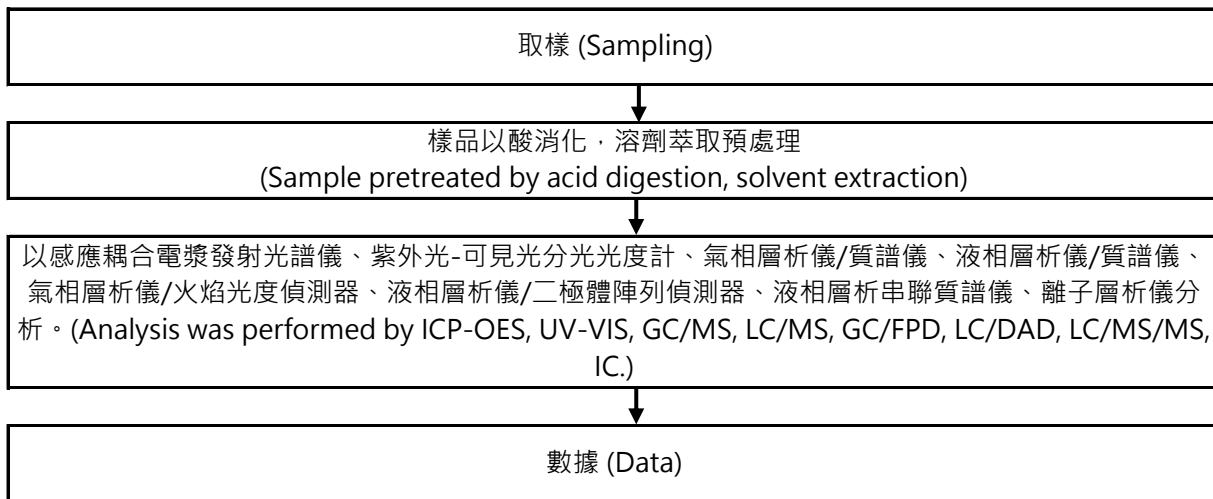 取樣 (Sampling)
樣品以酸消化，溶劑萃取預處理
(Sample pretreated by acid digestion, solvent extraction)
以感應耦合電漿發射光譜儀、紫外光-可見光分光光度計、氣相層析儀/質譜儀、液相層析儀/質譜儀、
氣相層析儀/火焰光度偵測器、液相層析儀/二極體陣列偵測器、液相層析串聯質譜儀、離子層析儀分
析。(Analysis was performed by ICP-OES, UV-VIS, GC/MS, LC/MS, GC/FPD, LC/DAD, LC/MS/MS,
IC.)
數據 (Data)